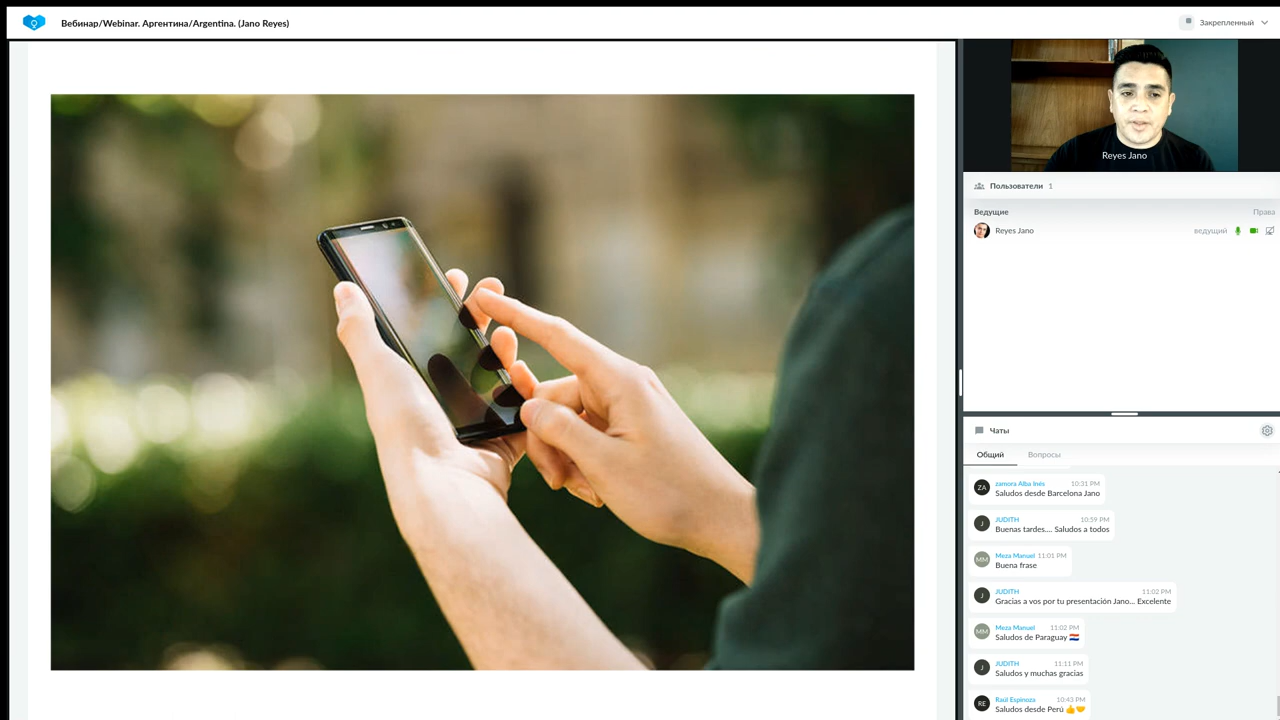 Вебинар/Webinar. Аргентина/Argentina. (Jano Reyes)
Закрепленный
Reyes Jano
Пользователи 1
Ведущие
Права
Reyes Jano
ведущий
Чаты
Общий
Вопросы
ZA
zamora Alba Inés 10:31 PM
Saludos desde Barcelona Jano
J
JUDITH 10:59 PM
Buenas tardes.... Saludos a todos
MM
Meza Manuel 11:01 PM
Buena frase
J
JUDITH 11:02 PM
Gracias a vos por tu presentación Jano... Excelente
MM
Meza Manuel 11:02 PM
Saludos de Paraguay 🇵🇾
J
JUDITH 11:11 PM
Saludos y muchas gracias
RE
Raúl Espinoza 10:43 PM
Saludos desde Perú 👍🤝